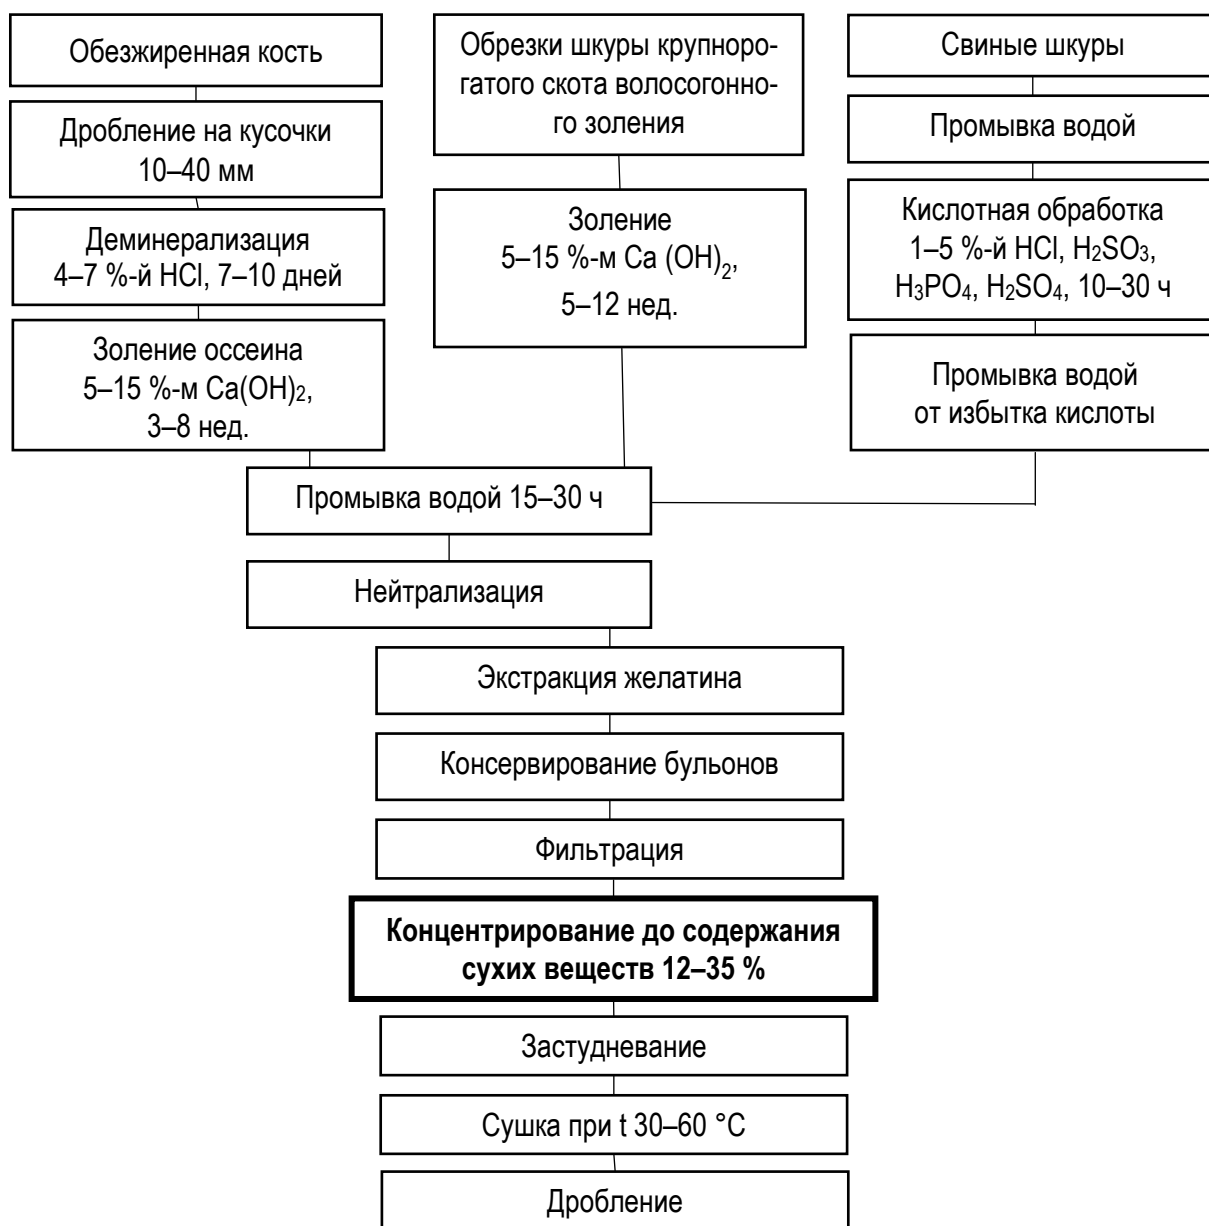 Обезжиренная кость
Дробление на кусочки
10–40 мм
Деминерализация
4–7 %-й HCl, 7–10 дней
Золение оссеина
5–15 %-м Ca(OH)₂,
3–8 нед.
Обрезки шкуры крупноро-
гатого скота волосогонно-
го золения
Золение
5–15 %-м Ca (OH)₂,
5–12 нед.
Свиные шкуры
Промывка водой
Кислотная обработка
1–5 %-й HCl, H₂SO₃,
H₃PO₄, H₂SO₄, 10–30 ч
Промывка водой
от избытка кислоты
Промывка водой 15–30 ч
Нейтрализация
Экстракция желатина
Консервирование бульонов
Фильтрация
Концентрирование до содержания
сухих веществ 12–35 %
Застудневание
Сушка при t 30–60 °C
Дробление